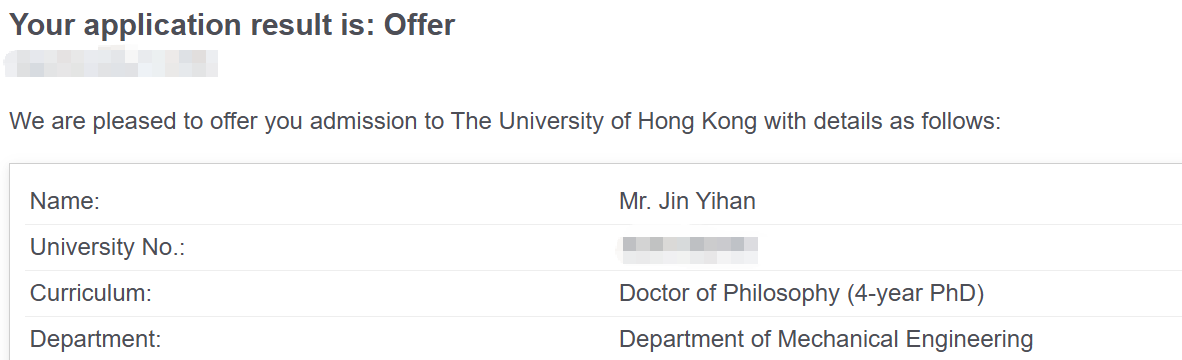 Your application result is: Offer
We are pleased to offer you admission to The University of Hong Kong with details as follows:
Name: Mr. Jin Yihan
University No.:
Curriculum: Doctor of Philosophy (4-year PhD)
Department: Department of Mechanical Engineering